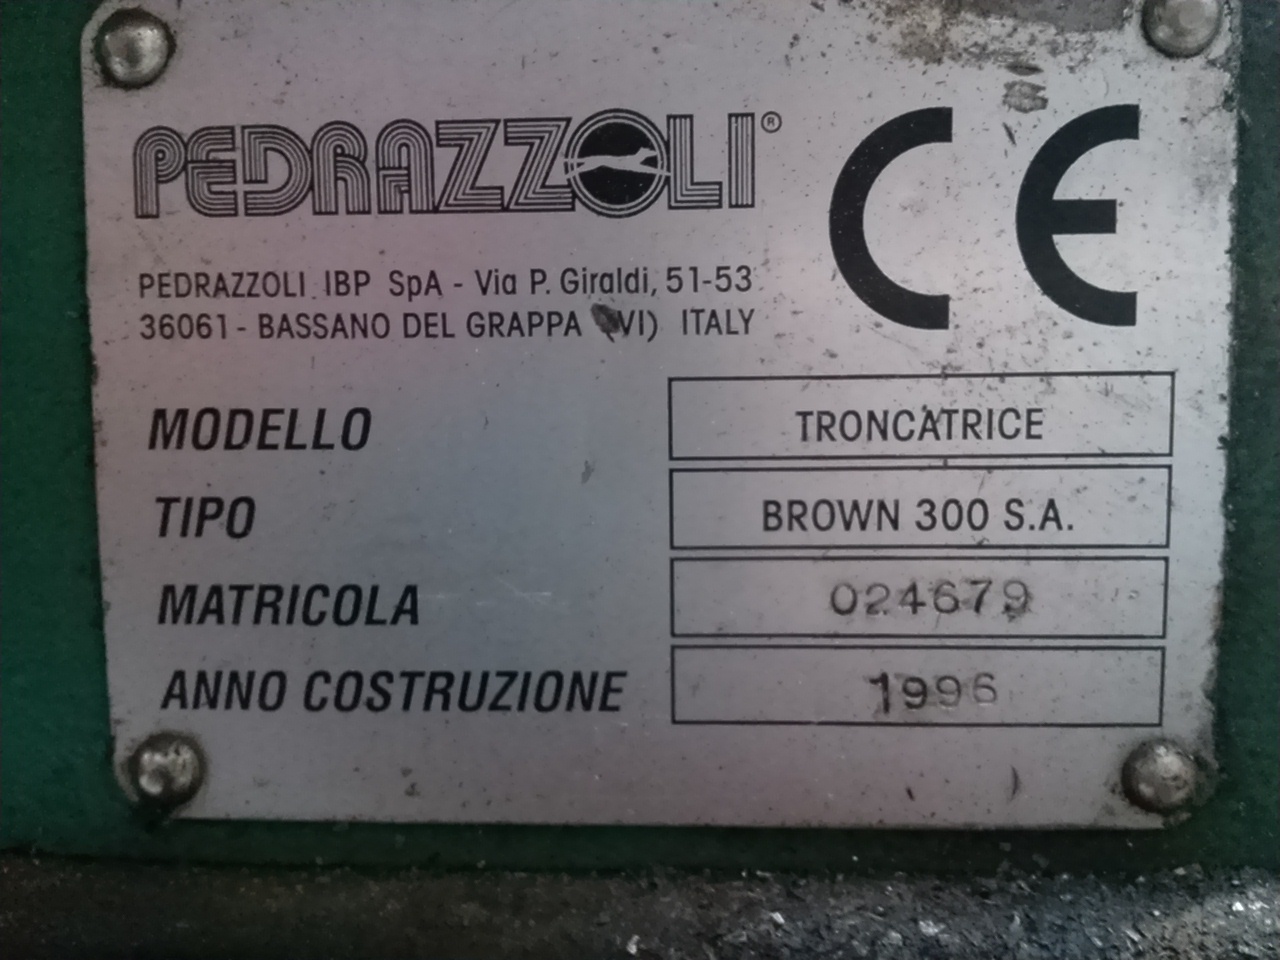 PEDRAZZOLI®
CE
PEDRAZZOLI IBP SpA - Via P. Giraldi, 51-53
36061 - BASSANO DEL GRAPPA (VI) ITALY
MODELLO TRONCATRICE
TIPO BROWN 300 S.A.
MATRICOLA 024679
ANNO COSTRUZIONE 1996